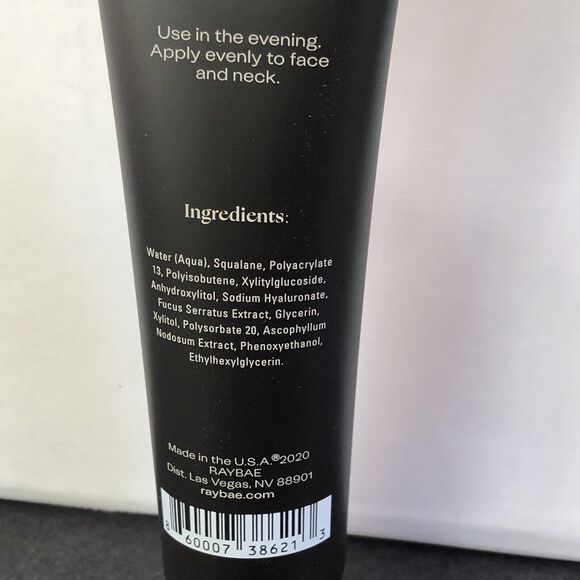 Use in the evening.
Apply evenly to face
and neck.
Ingredients:
Water (Aqua), Squalane, Polyacrylate
13, Polyisobutene, Xylitylglucoside,
Anhydroxylitol, Sodium Hyaluronate,
Fucus Serratus Extract, Glycerin,
Xylitol, Polysorbate 20, Ascophyllum
Nodosum Extract, Phenoxyethanol,
Ethylhexylglycerin.
Made in the U.S.A.®2020
RAYBAE
Dist. Las Vegas, NV 88901
raybae.com
8 60007 38621 3